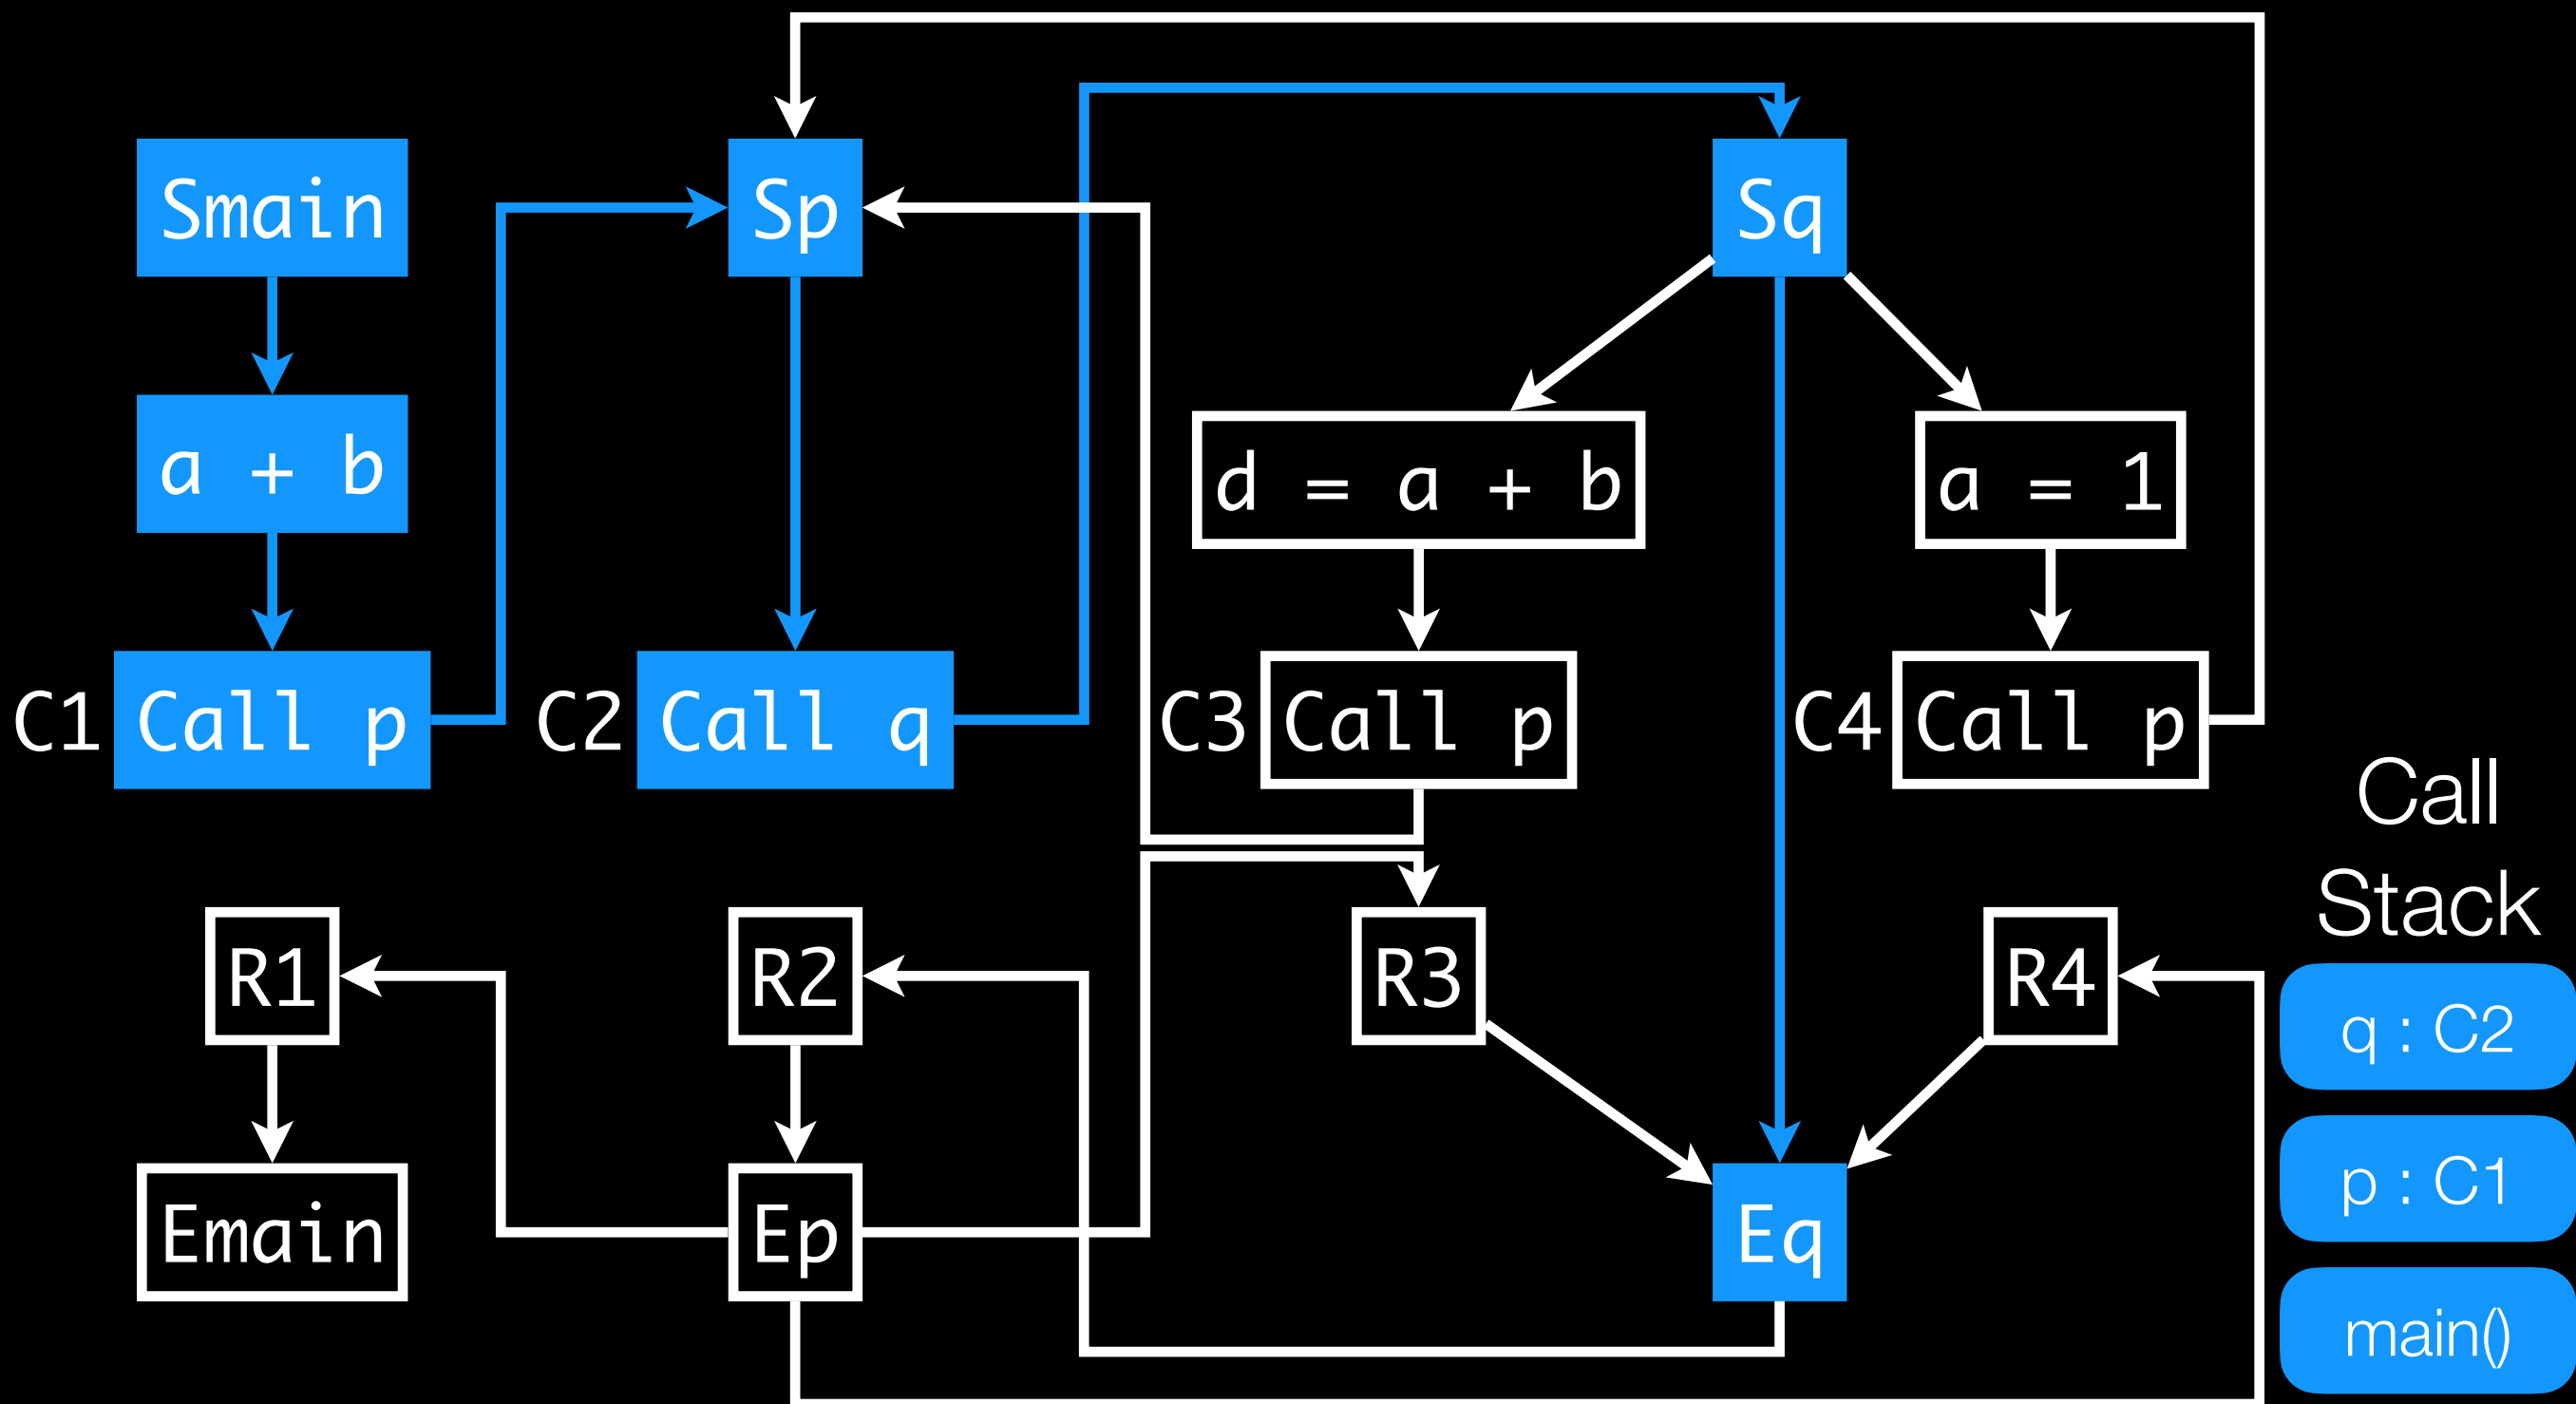 Smain
Sp
Sq
a + b
d = a + b
a = 1
C1 Call p
C2 Call q
C3 Call p
C4 Call p
Call
Stack
R1
R2
R3
R4
q : C2
p : C1
Emain
Ep
Eq
main()